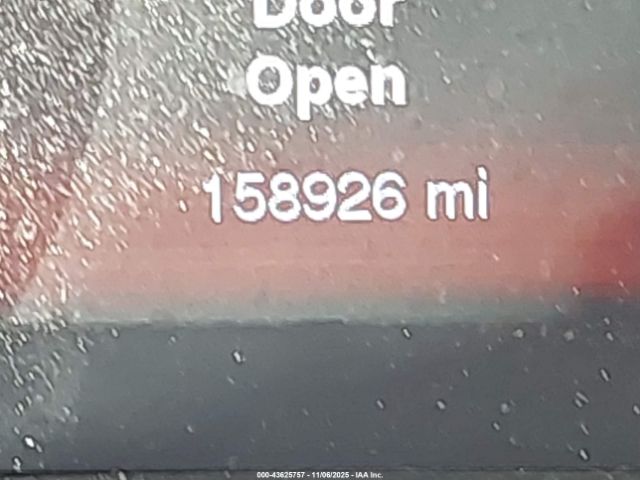 Door
Open
158926 mi
000-43625757 - 11/06/2025 - IAA Inc.